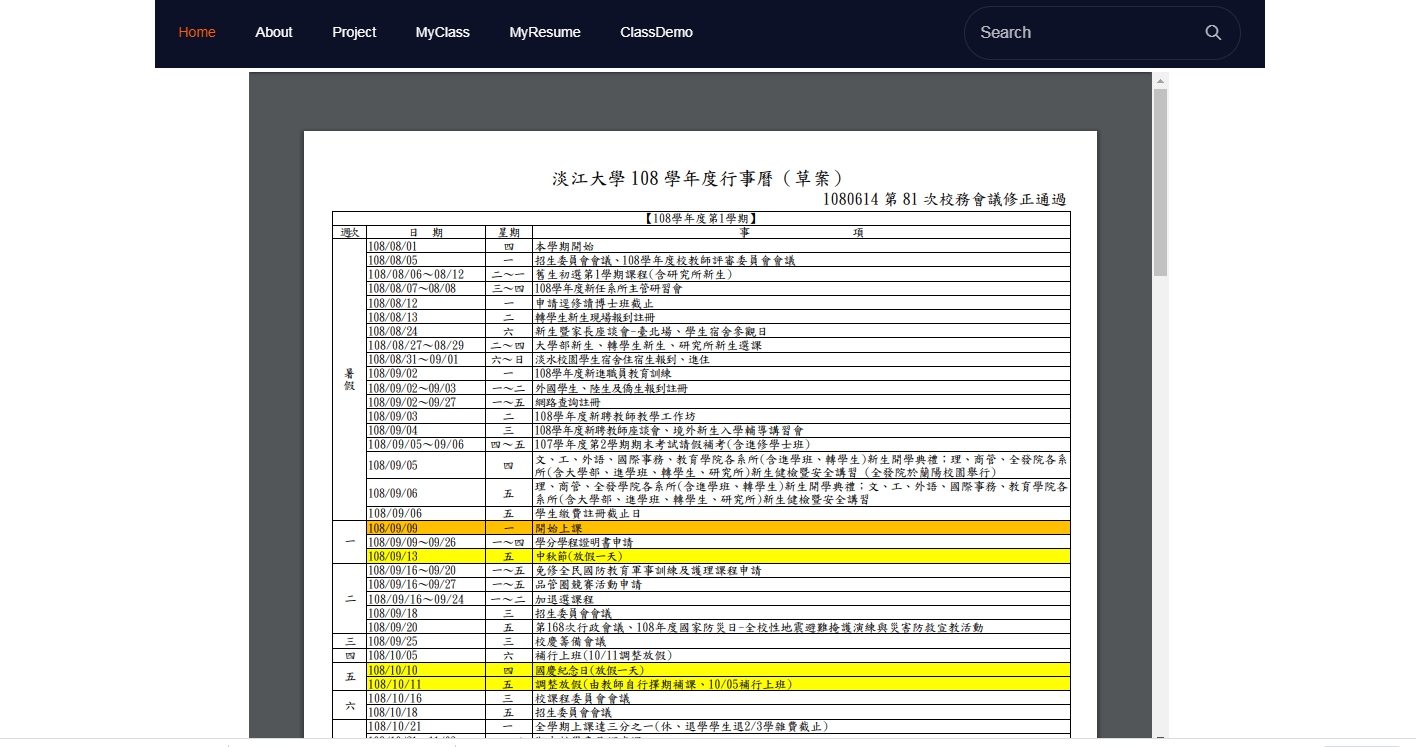 Home About Project MyClass MyResume ClassDemo Search
淡江大學 108 學年度行事曆（草案）
1080614 第 81 次校務會議修正通過
【108學年度第1學期】
週次 日 期 星期 事 項
暑假
108/08/01 四 本學期開始
108/08/05 一 招生委員會會議、108學年度校教師評審委員會會議
108/08/06～08/12 二～一 舊生初選第1學期課程(含研究所新生)
108/08/07～08/08 三～四 108學年度新任系所主管研習會
108/08/12 一 申請逕修讀博士班截止
108/08/13 二 轉學生新生現場報到註冊
108/08/24 六 新生暨家長座談會-臺北場、學生宿舍參觀日
108/08/27～08/29 二～四 大學部新生、轉學生新生、研究所新生選課
108/08/31～09/01 六～日 淡水校園學生宿舍住宿生報到、進住
108/09/02 一 108學年度新進職員教育訓練
108/09/02～09/03 一～二 外國學生、陸生及僑生報到註冊
108/09/02～09/27 一～五 網路查詢註冊
108/09/03 二 108學年度新聘教師教學工作坊
108/09/04 三 108學年度新聘教師座談會、境外新生入學輔導講習會
108/09/05～09/06 四～五 107學年度第2學期期末考試請假補考(含進修學士班)
108/09/05 四 文、工、外語、國際事務、教育學院各系所(含進學班、轉學生)新生開學典禮；理、商管、全發院各系
所(含大學部、進學班、轉學生、研究所)新生健檢暨安全講習（全發院於蘭陽校園舉行）
108/09/06 五 理、商管、全發學院各系所(含進學班、轉學生)新生開學典禮；文、工、外語、國際事務、教育學院各
系所(含大學部、進學班、轉學生、研究所)新生健檢暨安全講習
108/09/06 五 學生繳費註冊截止日
一 108/09/09 一 開始上課
108/09/09～09/26 一～四 學分學程證明書申請
108/09/13 五 中秋節(放假一天)
二 108/09/16～09/20 一～五 免修全民國防教育軍事訓練及護理課程申請
108/09/16～09/27 一～五 品管圈競賽活動申請
108/09/16～09/24 一～二 加退選課程
108/09/18 三 招生委員會會議
108/09/20 五 第168次行政會議、108年度國家防災日-全校性地震避難掩護演練與災害防救宣教活動
三 108/09/25 三 校慶籌備會議
四 108/10/05 六 補行上班(10/11調整放假)
五 108/10/10 四 國慶紀念日(放假一天)
108/10/11 五 調整放假(由教師自行擇期補課、10/05補行上班)
六 108/10/16 三 校課程委員會會議
108/10/18 五 招生委員會會議
108/10/21 一 全學期上課達三分之一(休、退學學生退2/3學雜費截止)